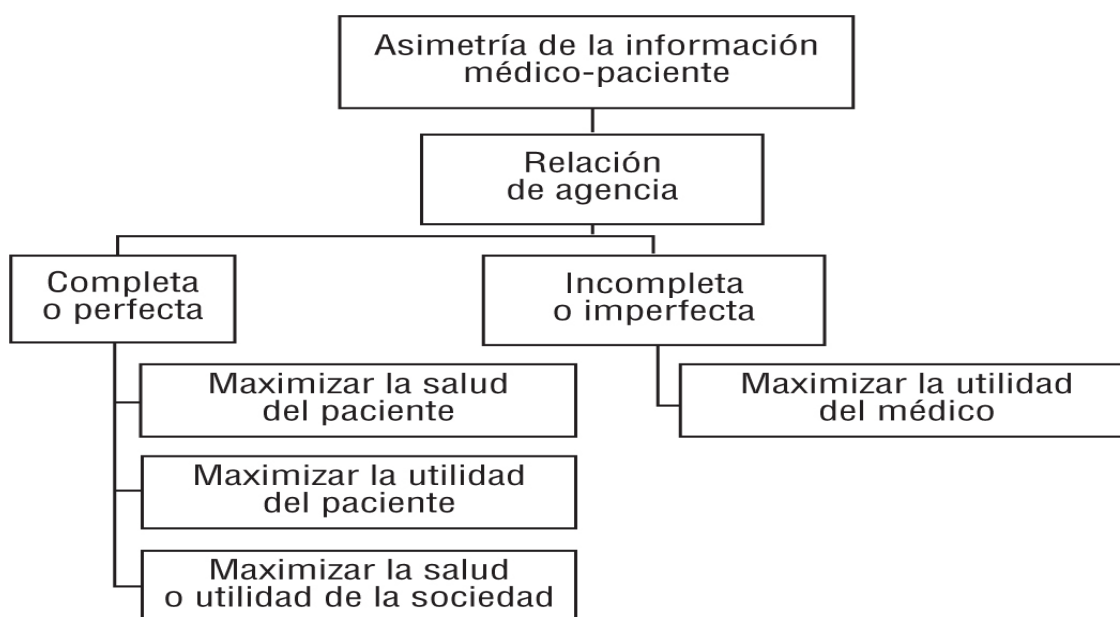 Asimetría de la información
médico-paciente
Relación
de agencia
Completa
o perfecta
Incompleta
o imperfecta
Maximizar la salud
del paciente
Maximizar la utilidad
del médico
Maximizar la utilidad
del paciente
Maximizar la salud
o utilidad de la sociedad